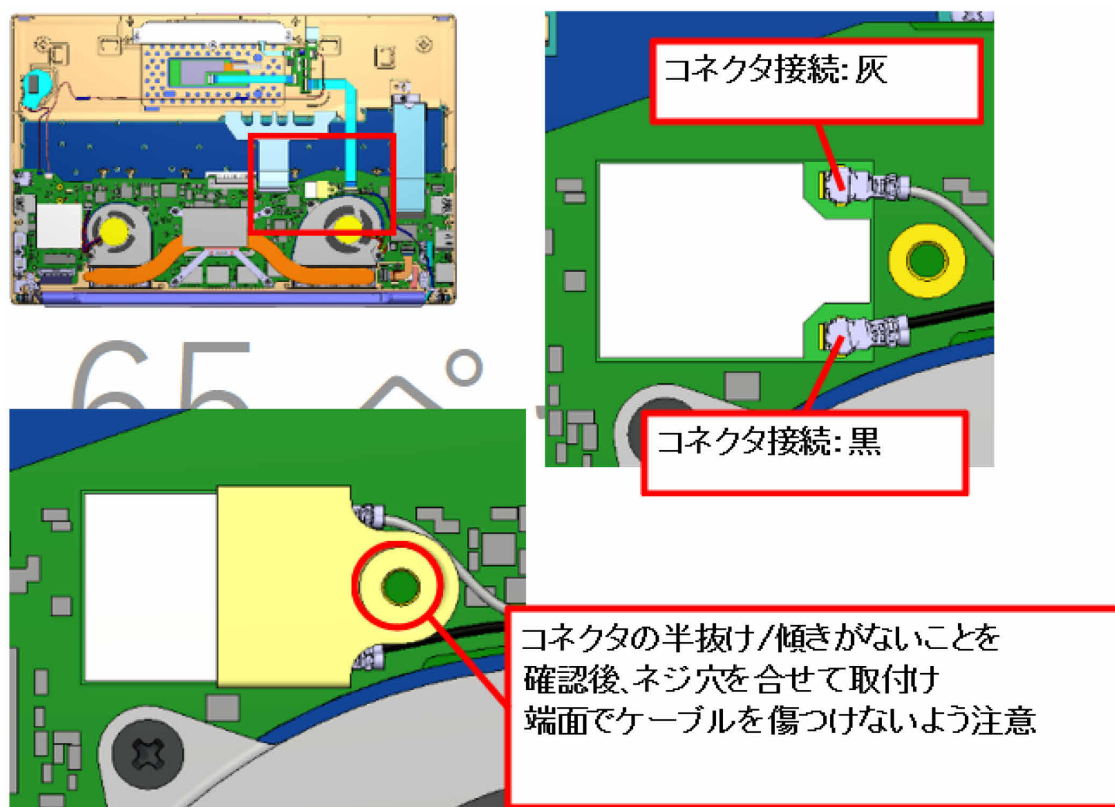 コネクタ接続:灰
コネクタ接続:黒
コネクタの半抜け/傾きがないことを
確認後、ネジ穴を合せて取付け
端面でケーブルを傷つけないよう注意